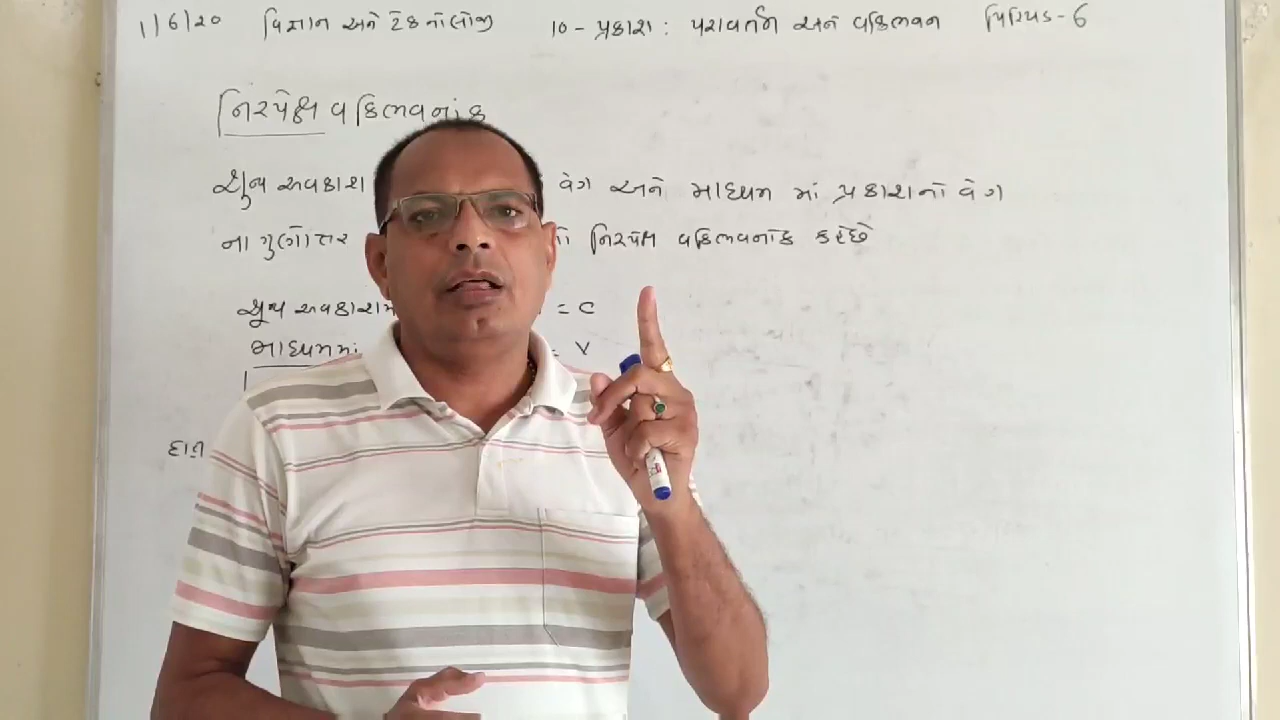 1/6/20 વિજ્ઞાન અને ટેકનોલોજી 10 - પ્રકાશ : પરાવર્તન અને વક્રિભવન પિરિયડ - 6
નિરપેક્ષ વક્રિભવનાંક
શુન્ય અવકાશ વેગ અને માધ્યમ માં પ્રકાશનો વેગ
ના ગુણોત્તર નિરપેક્ષ વક્રિભવનાંક કહેછે
શૂન્ય અવકાશમાં = C
માધ્યમમાં = V